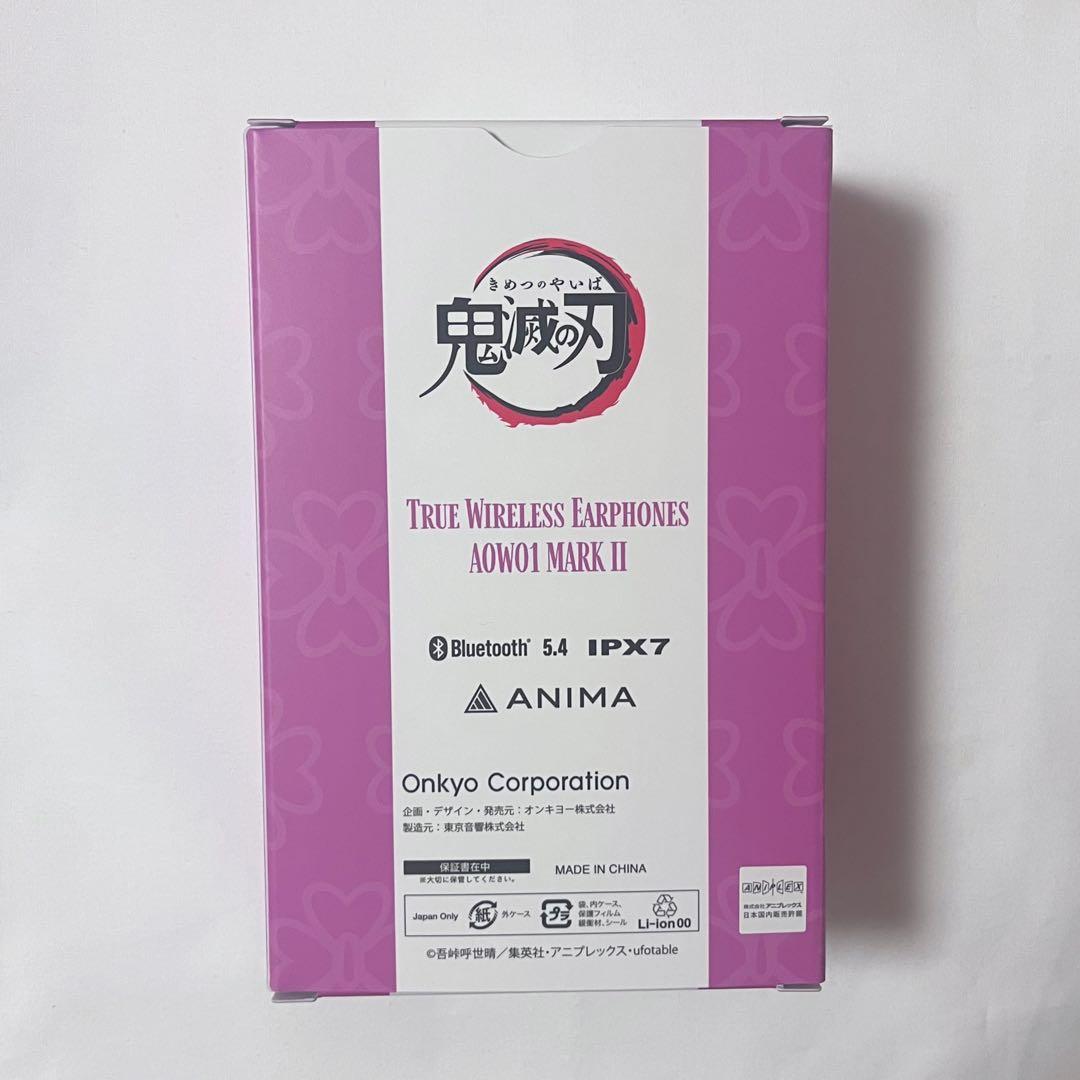 きめつのやいば
鬼滅の刃
TRUE WIRELESS EARPHONES
AOW01 MARK II
Bluetooth® 5.4 IPX7
ANIMA
Onkyo Corporation
企画・デザイン・発売元：オンキヨー株式会社
製造元：東京音響株式会社
保証書在中
※大切に保管してください。
MADE IN CHINA
Japan Only
紙
外ケース
プラ
袋、内ケース、
保護フィルム
緩衝材、シール
Li-ion 00
ANIPLEX
株式会社アニプレックス
日本国内販売許諾
©吾峠呼世晴／集英社・アニプレックス・ufotable